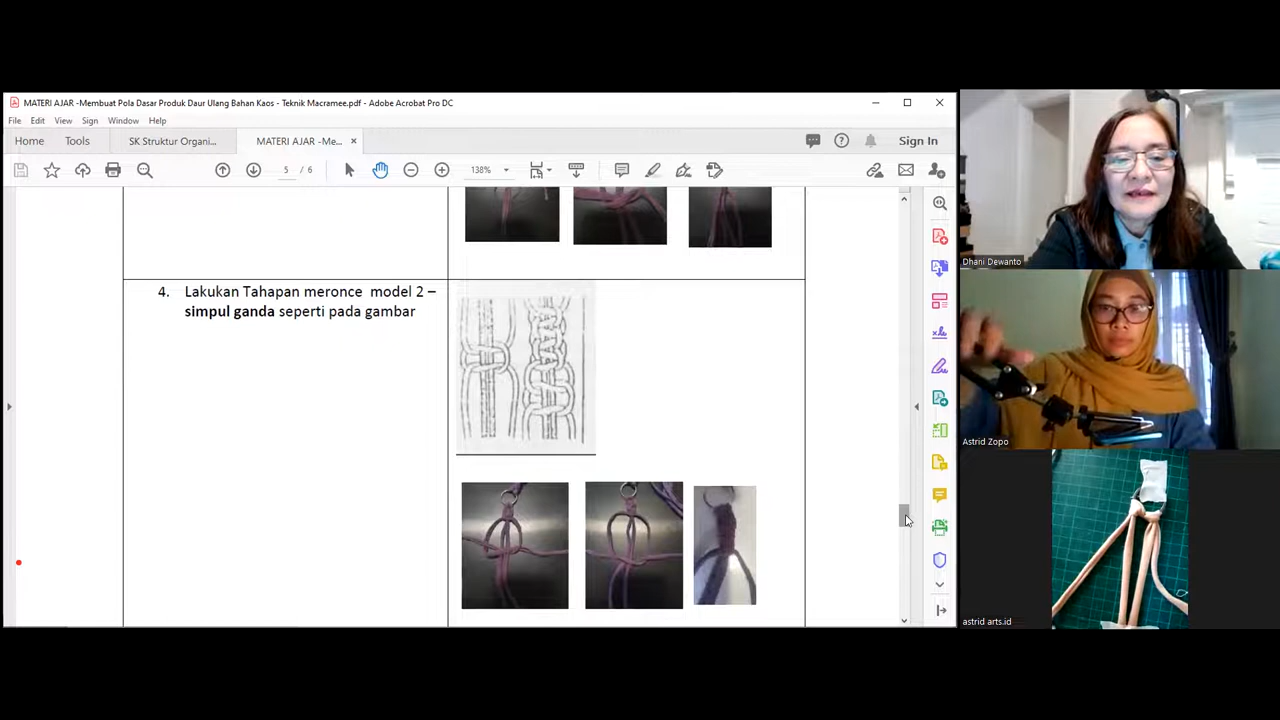 MATERI AJAR -Membuat Pola Dasar Produk Daur Ulang Bahan Kaos - Teknik Macramee.pdf - Adobe Acrobat Pro DC
File Edit View Sign Window Help
Home Tools SK Struktur Organi... MATERI AJAR -Me... × Sign In
5 / 6 138%
4. Lakukan Tahapan meronce model 2 –
simpul ganda seperti pada gambar
Dhani Dewanto
Astrid Zopo
astrid arts.id